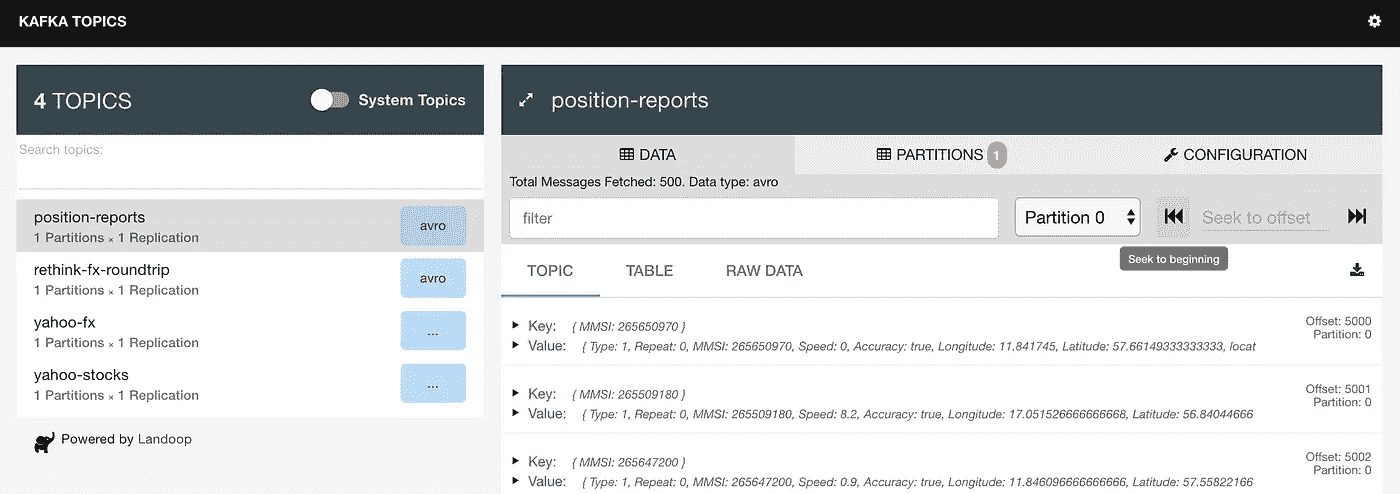 KAFKA TOPICS
4 TOPICS
System Topics
Search topics:
position-reports
1 Partitions × 1 Replication
avro
rethink-fx-roundtrip
1 Partitions × 1 Replication
avro
yahoo-fx
1 Partitions × 1 Replication
...
yahoo-stocks
1 Partitions × 1 Replication
...
Powered by Landoop
position-reports
DATA
PARTITIONS 1
CONFIGURATION
Total Messages Fetched: 500. Data type: avro
filter
Partition 0
Seek to offset
Seek to beginning
TOPIC
TABLE
RAW DATA
Key: { MMSI: 265650970 }
Value: { Type: 1, Repeat: 0, MMSI: 265650970, Speed: 0, Accuracy: true, Longitude: 11.841745, Latitude: 57.66149333333333, locat
Offset: 5000
Partition: 0
Key: { MMSI: 265509180 }
Value: { Type: 1, Repeat: 0, MMSI: 265509180, Speed: 8.2, Accuracy: true, Longitude: 17.051526666666668, Latitude: 56.84044666
Offset: 5001
Partition: 0
Key: { MMSI: 265647200 }
Value: { Type: 1, Repeat: 0, MMSI: 265647200, Speed: 0.9, Accuracy: true, Longitude: 11.846096666666666, Latitude: 57.55822166
Offset: 5002
Partition: 0